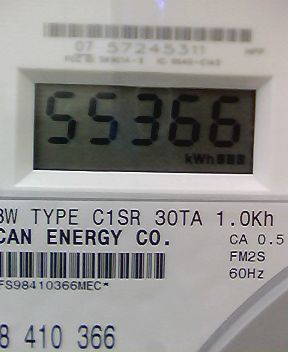 07 57245311
55366
kWh
3W TYPE C1SR 30TA 1.0Kh
CAN ENERGY CO.
CA 0.5
FM2S
60Hz
FS98410366MEC*
8 410 366